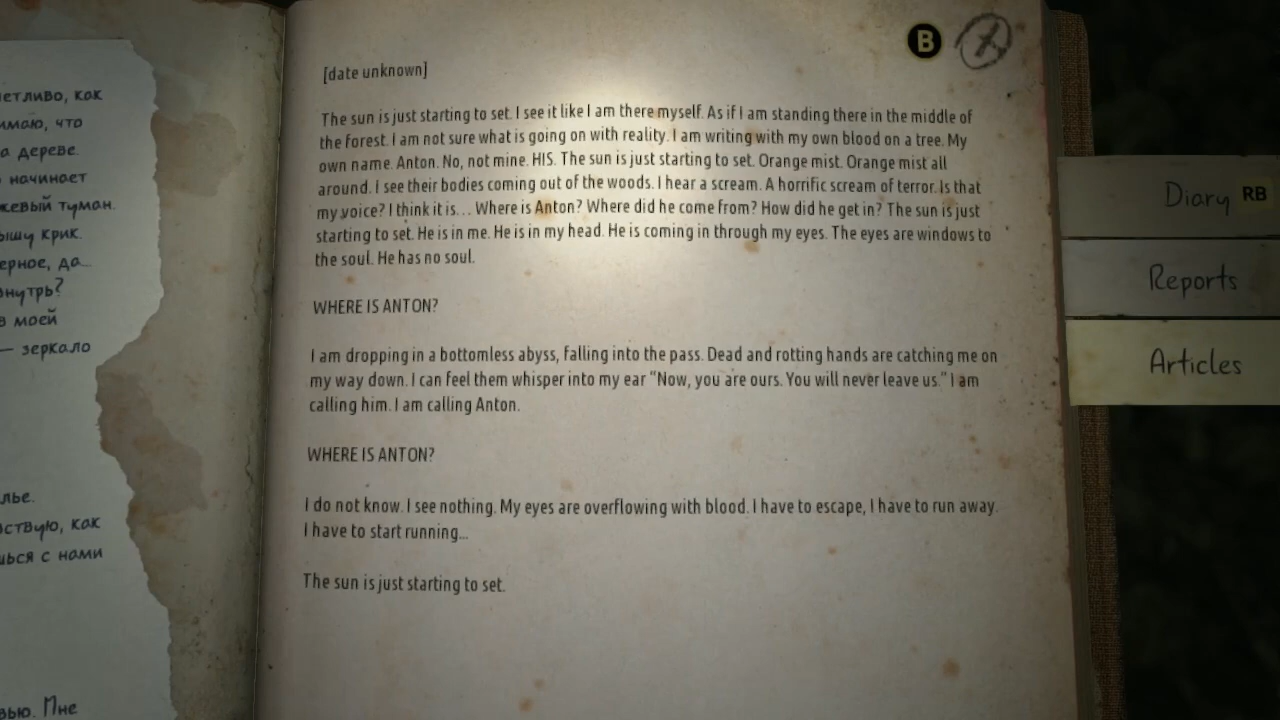 как
что
дереве.
начинает
туман.
крик.
да...
в моей
— зеркало
как
с нами
Мне
B
[date unknown]
The sun is just starting to set. I see it like I am there myself. As if I am standing there in the middle of
the forest. I am not sure what is going on with reality. I am writing with my own blood on a tree. My
own name. Anton. No, not mine. HIS. The sun is just starting to set. Orange mist. Orange mist all
around. I see their bodies coming out of the woods. I hear a scream. A horrific scream of terror. Is that
my voice? I think it is... Where is Anton? Where did he come from? How did he get in? The sun is just
starting to set. He is in me. He is in my head. He is coming in through my eyes. The eyes are windows to
the soul. He has no soul.
WHERE IS ANTON?
I am dropping in a bottomless abyss, falling into the pass. Dead and rotting hands are catching me on
my way down. I can feel them whisper into my ear "Now, you are ours. You will never leave us." I am
calling him. I am calling Anton.
WHERE IS ANTON?
I do not know. I see nothing. My eyes are overflowing with blood. I have to escape, I have to run away.
I have to start running...
The sun is just starting to set.
Diary RB
Reports
Articles